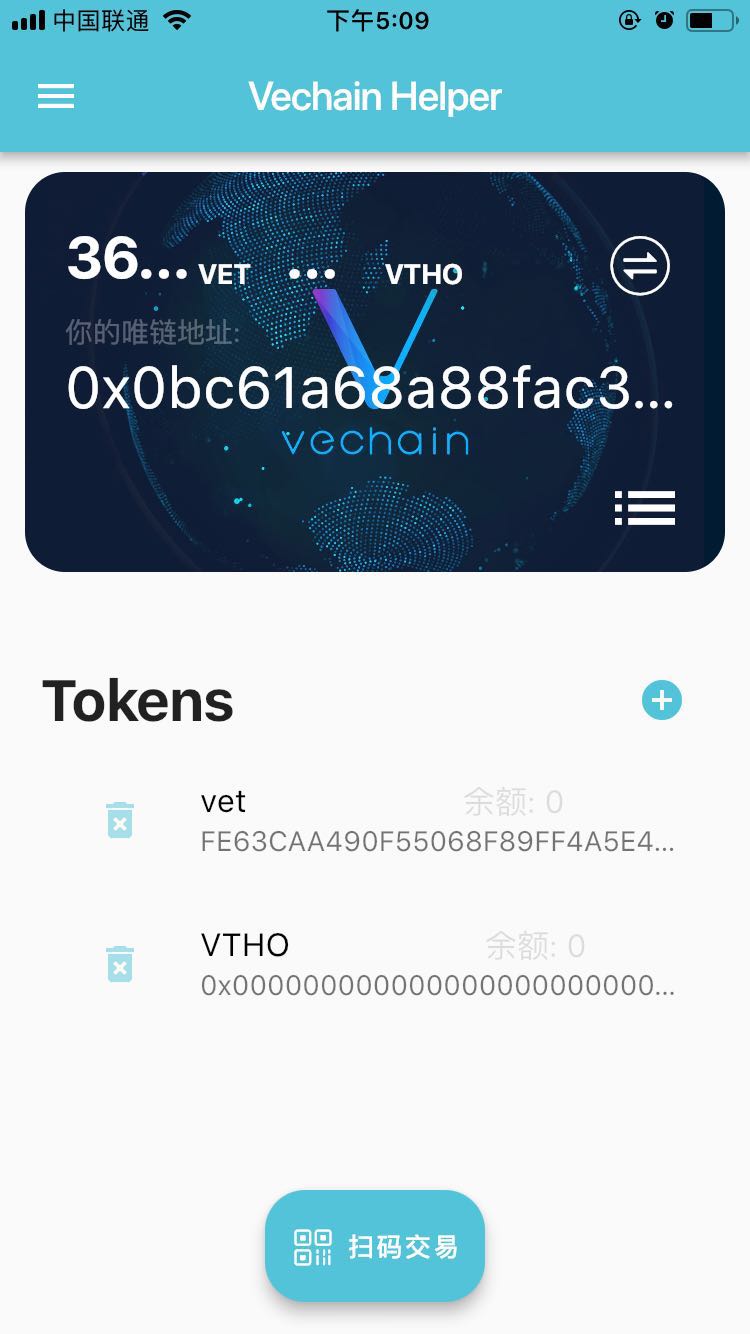 中国联通
下午5:09
Vechain Helper
36... VET ... VTHO
你的唯链地址:
0x0bc61a68a88fac3...
vechain
Tokens
vet 余额: 0
FE63CAA490F55068F89FF4A5E4...
VTHO 余额: 0
0x000000000000000000000000...
扫码交易